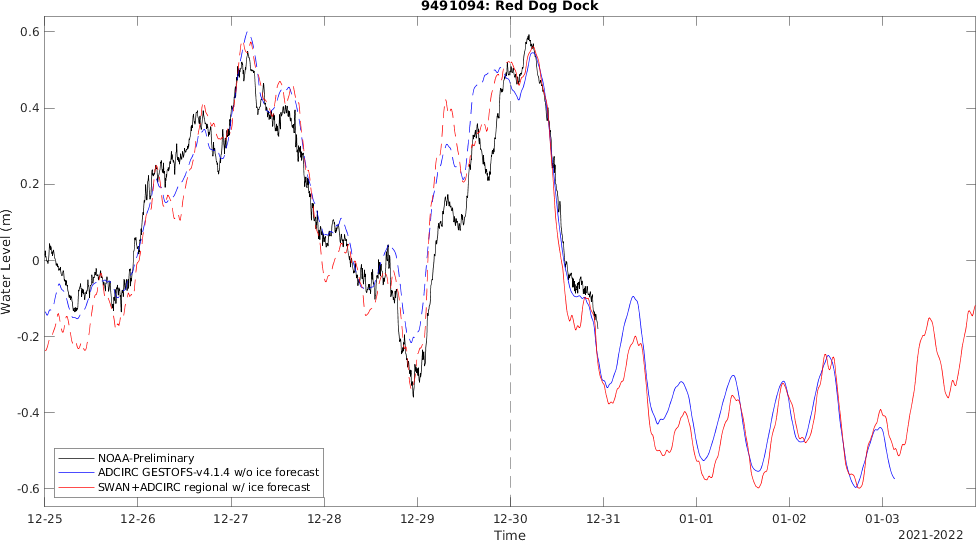 9491094: Red Dog Dock
0.6
0.4
0.2
0
-0.2
-0.4
-0.6
Water Level (m)
NOAA-Preliminary
ADCIRC GESTOFS-v4.1.4 w/o ice forecast
SWAN+ADCIRC regional w/ ice forecast
12-25 12-26 12-27 12-28 12-29 12-30 12-31 01-01 01-02 01-03
Time
2021-2022